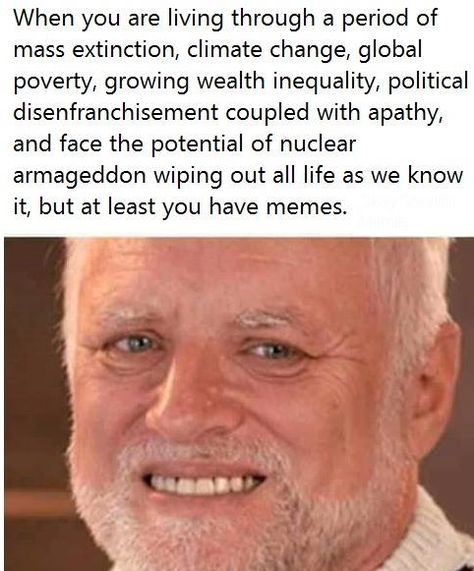 When you are living through a period of
mass extinction, climate change, global
poverty, growing wealth inequality, political
disenfranchisement coupled with apathy,
and face the potential of nuclear
armageddon wiping out all life as we know
it, but at least you have memes.